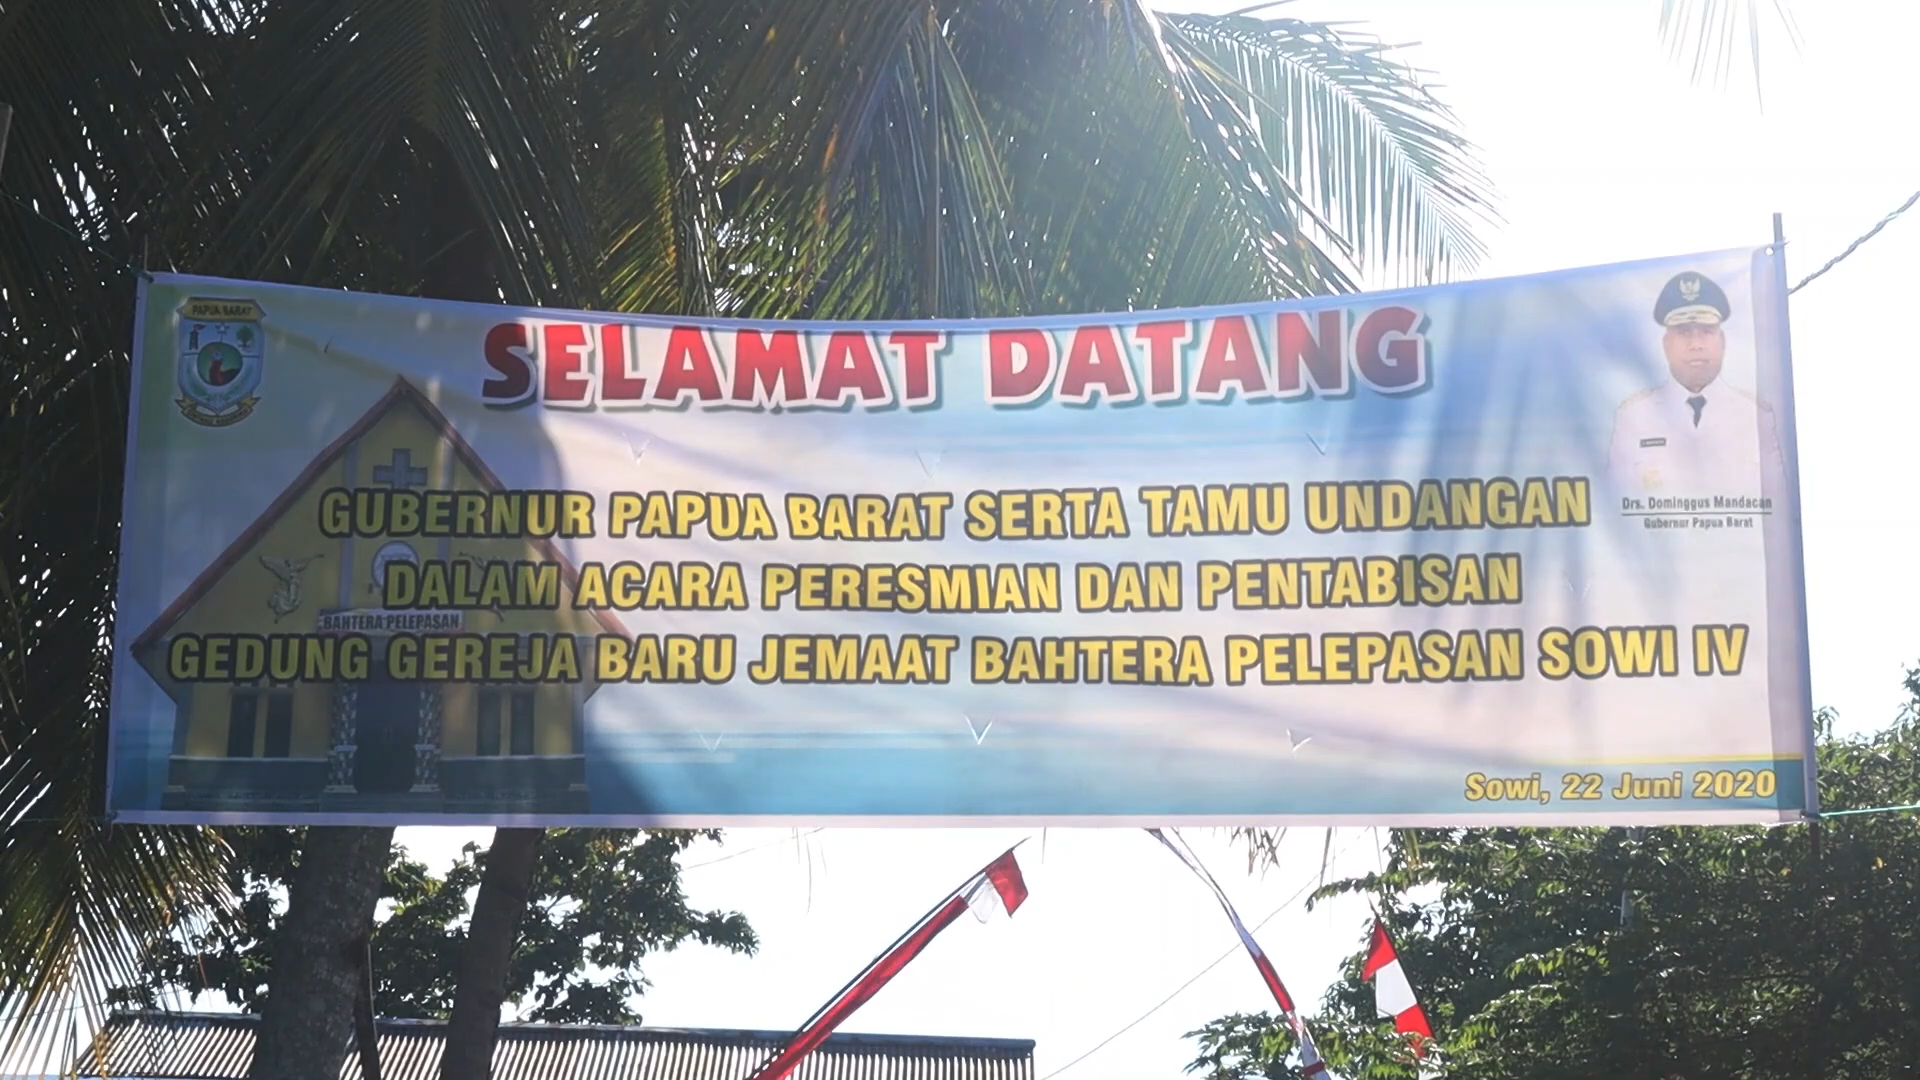 PAPUA BARAT
SELAMAT DATANG
GUBERNUR PAPUA BARAT SERTA TAMU UNDANGAN
DALAM ACARA PERESMIAN DAN PENTABISAN
GEDUNG GEREJA BARU JEMAAT BAHTERA PELEPASAN SOWI IV
BAHTERA PELEPASAN
Drs. Dominggus Mandacan
Gubernur Papua Barat
Sowi, 22 Juni 2020